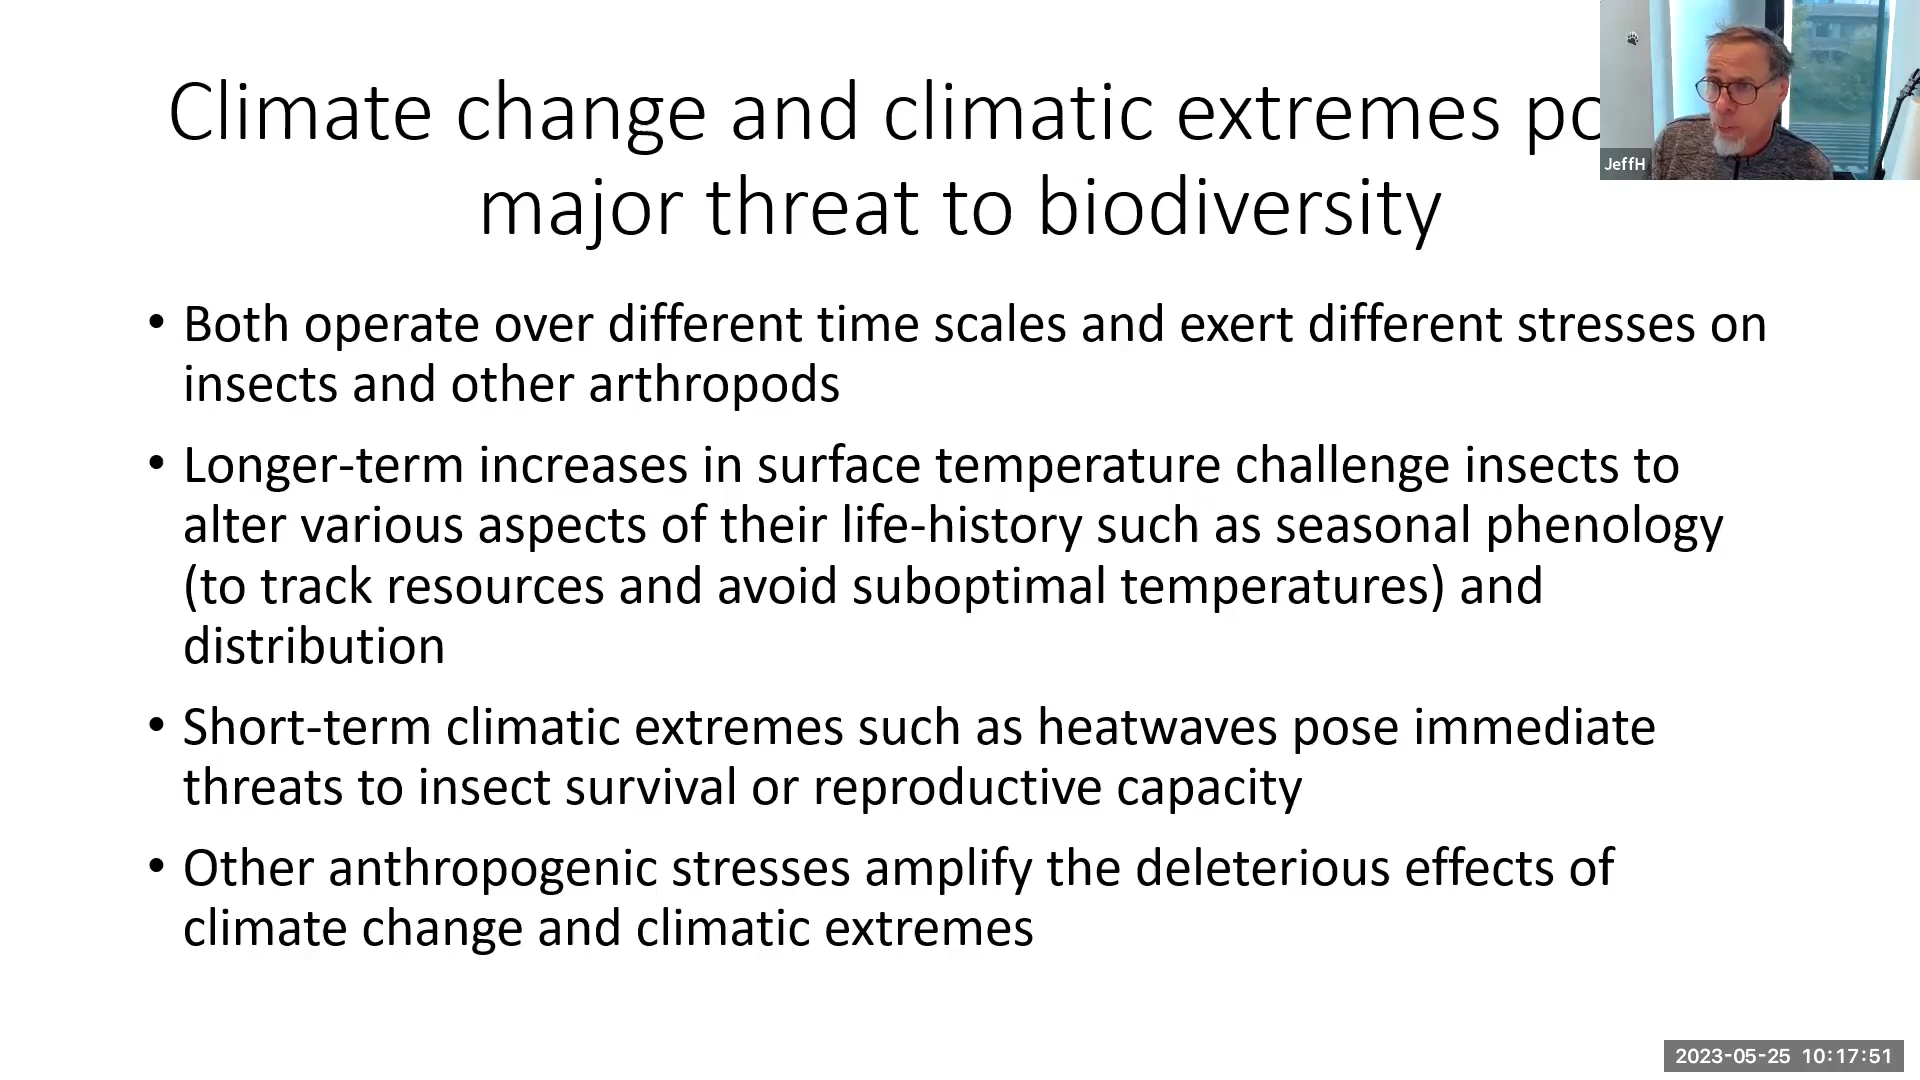 Climate change and climatic extremes po
major threat to biodiversity
JeffH
• Both operate over different time scales and exert different stresses on
insects and other arthropods
• Longer-term increases in surface temperature challenge insects to
alter various aspects of their life-history such as seasonal phenology
(to track resources and avoid suboptimal temperatures) and
distribution
• Short-term climatic extremes such as heatwaves pose immediate
threats to insect survival or reproductive capacity
• Other anthropogenic stresses amplify the deleterious effects of
climate change and climatic extremes
2023-05-25 10:17:51